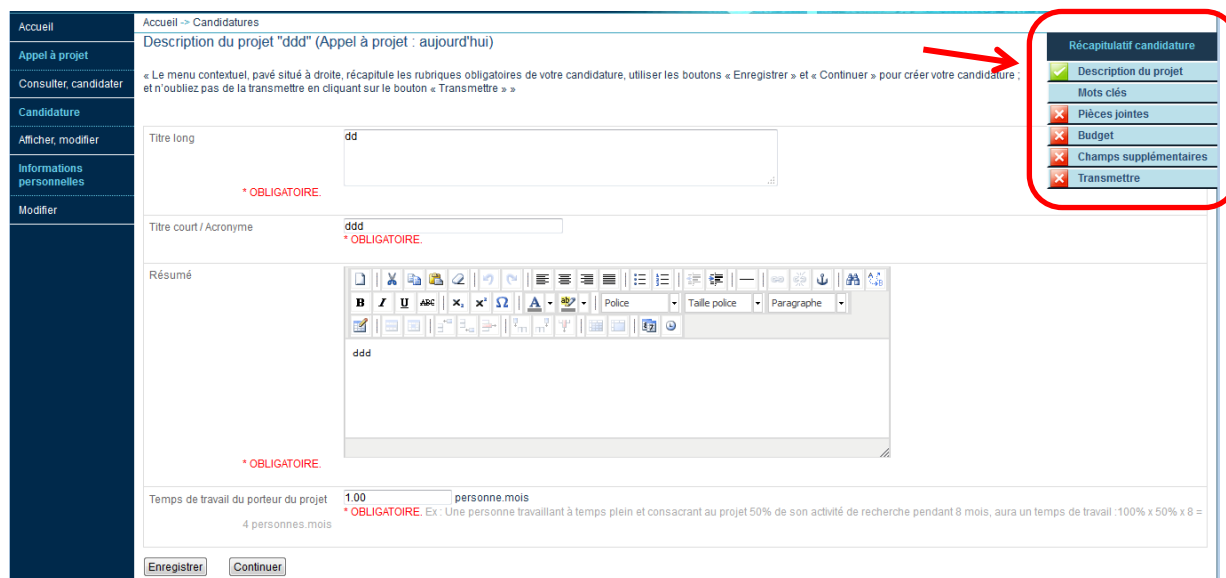 Accueil
Appel à projet
Consulter, candidater
Candidature
Afficher, modifier
Informations
personnelles
Modifier
Accueil -> Candidatures
Description du projet "ddd" (Appel à projet : aujourd'hui)
« Le menu contextuel, pavé situé à droite, récapitule les rubriques obligatoires de votre candidature, utiliser les boutons « Enregistrer » et « Continuer » pour créer votre candidature ;
et n'oubliez pas de la transmettre en cliquant sur le bouton « Transmettre » »
Récapitulatif candidature
Description du projet
Mots clés
Pièces jointes
Budget
Champs supplémentaires
Transmettre
Titre long
dd
* OBLIGATOIRE.
Titre court / Acronyme
ddd
* OBLIGATOIRE.
Résumé
B I U ABC x₂ x² Ω A ab Police Taille police Paragraphe
ddd
* OBLIGATOIRE.
Temps de travail du porteur du projet
1.00 personne.mois
* OBLIGATOIRE. Ex : Une personne travaillant à temps plein et consacrant au projet 50% de son activité de recherche pendant 8 mois, aura un temps de travail :100% x 50% x 8 =
4 personnes.mois
Enregistrer Continuer